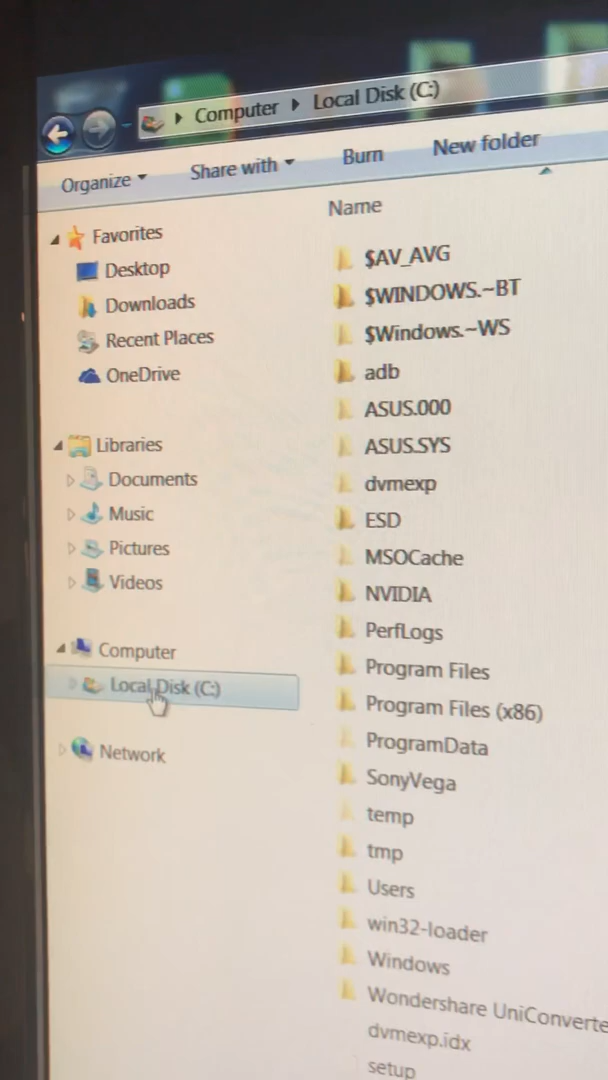 Computer Local Disk (C:)
Organize Share with Burn New folder
Favorites
Desktop
Downloads
Recent Places
OneDrive
Libraries
Documents
Music
Pictures
Videos
Computer
Local Disk (C:)
Network
Name
$AV_AVG
$WINDOWS.~BT
$Windows.~WS
adb
ASUS.000
ASUS.SYS
dvmexp
ESD
MSOCache
NVIDIA
PerfLogs
Program Files
Program Files (x86)
ProgramData
SonyVega
temp
tmp
Users
win32-loader
Windows
Wondershare UniConverte
dvmexp.idx
setup